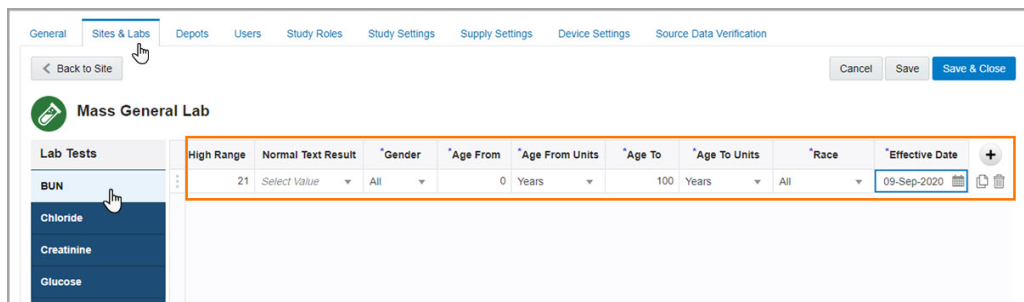 General Sites & Labs Depots Users Study Roles Study Settings Supply Settings Device Settings Source Data Verification
Back to Site Cancel Save Save & Close
Mass General Lab
Lab Tests High Range Normal Text Result *Gender *Age From *Age From Units *Age To *Age To Units *Race *Effective Date
BUN 21 Select Value All 0 Years 100 Years All 09-Sep-2020
Chloride
Creatinine
Glucose